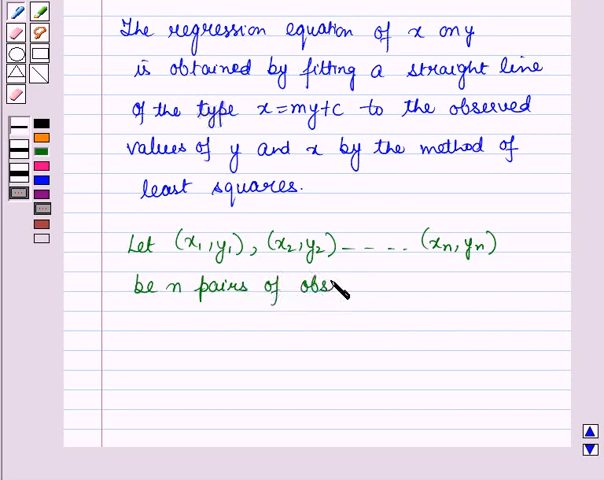 The regression equation of x on y
is obtained by fitting a straight line
of the type x=my+c to the observed
values of y and x by the method of
least squares.
Let (x₁,y₁), (x₂,y₂) ---- (xₙ,yₙ)
be n pairs of obs